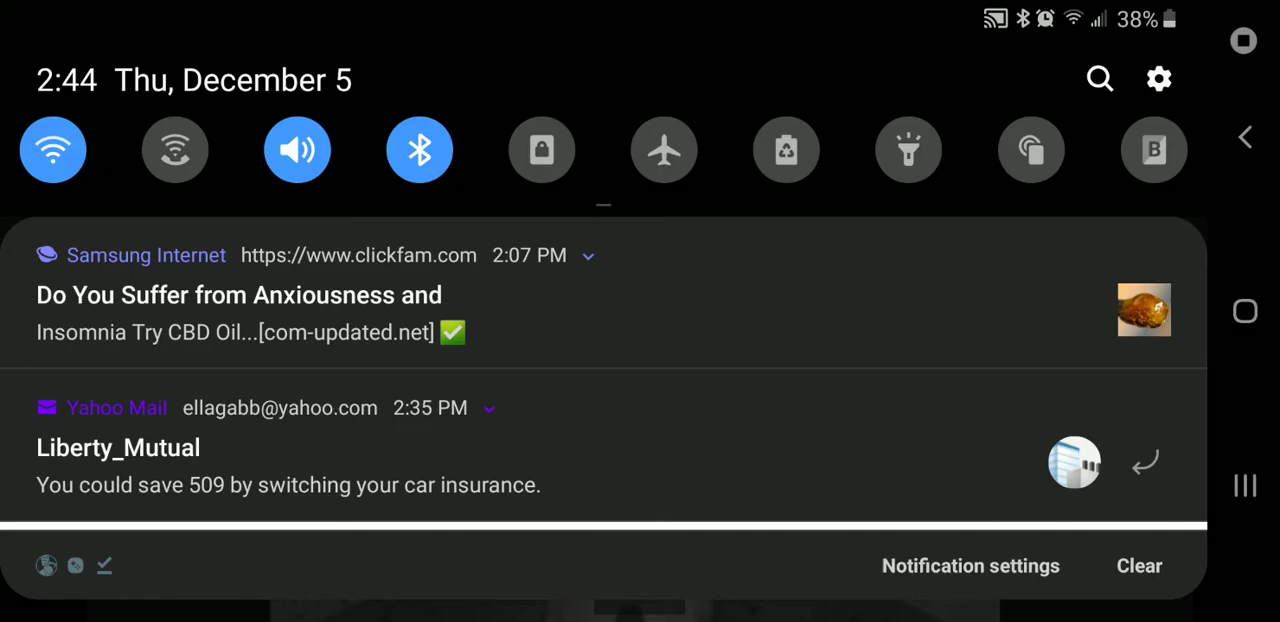 38%
2:44 Thu, December 5
B
Samsung Internet https://www.clickfam.com 2:07 PM
Do You Suffer from Anxiousness and
Insomnia Try CBD Oil...[com-updated.net] ✅
Yahoo Mail ellagabb@yahoo.com 2:35 PM
Liberty_Mutual
You could save 509 by switching your car insurance.
Notification settings Clear